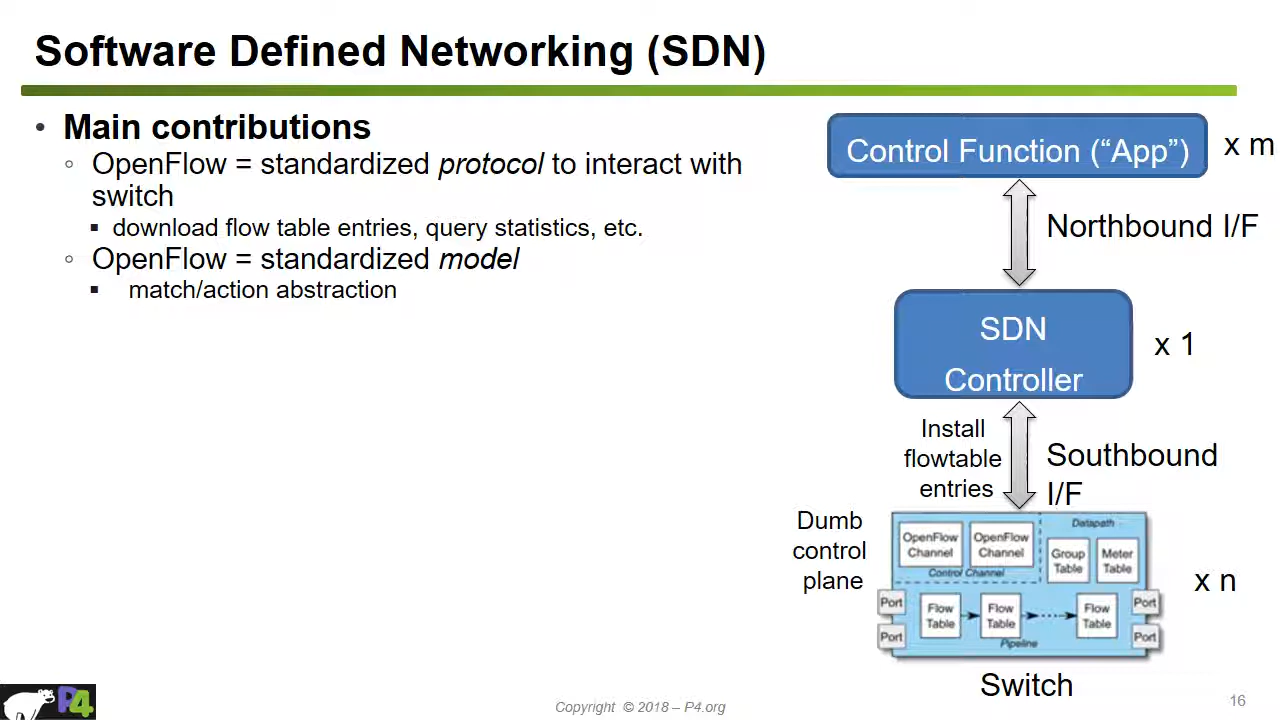 Software Defined Networking (SDN)
• Main contributions
◦ OpenFlow = standardized protocol to interact with
switch
▪ download flow table entries, query statistics, etc.
◦ OpenFlow = standardized model
▪ match/action abstraction
Control Function (“App”)
x m
Northbound I/F
SDN
Controller
x 1
Install
flowtable
entries
Southbound
I/F
Dumb
control
plane
OpenFlow
Channel
OpenFlow
Channel
Control Channel
Datapath
Group
Table
Meter
Table
x n
Port
Port
Flow
Table
Flow
Table
Flow
Table
Pipeline
Port
Port
Switch
P4
Copyright © 2018 – P4.org
16